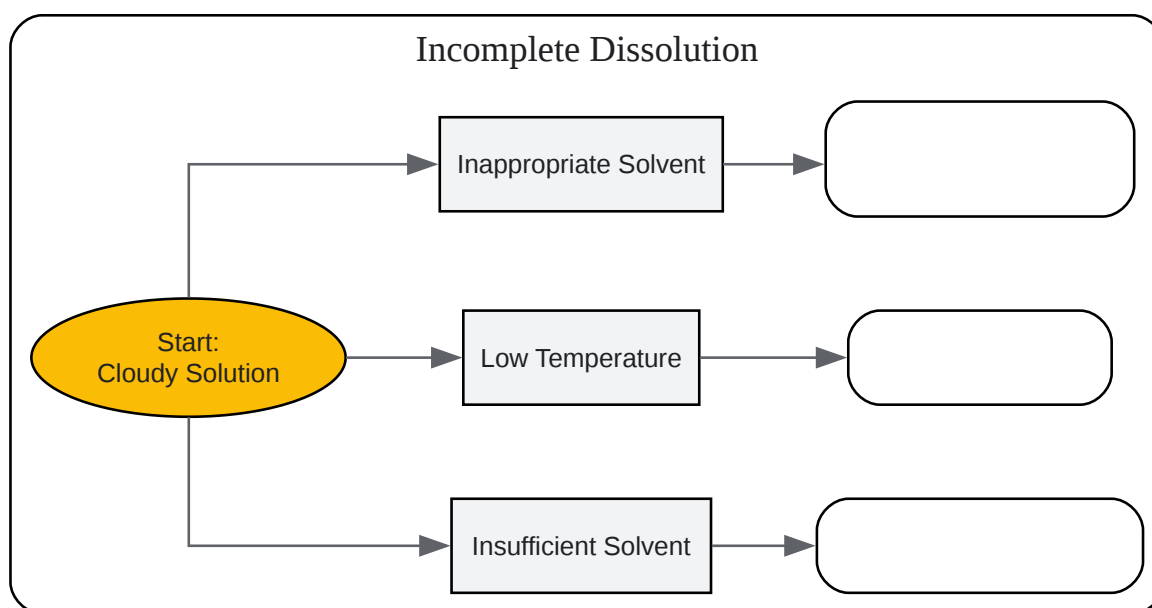 Incomplete Dissolution
Inappropriate Solvent
Start:
Cloudy Solution
Low Temperature
Insufficient Solvent